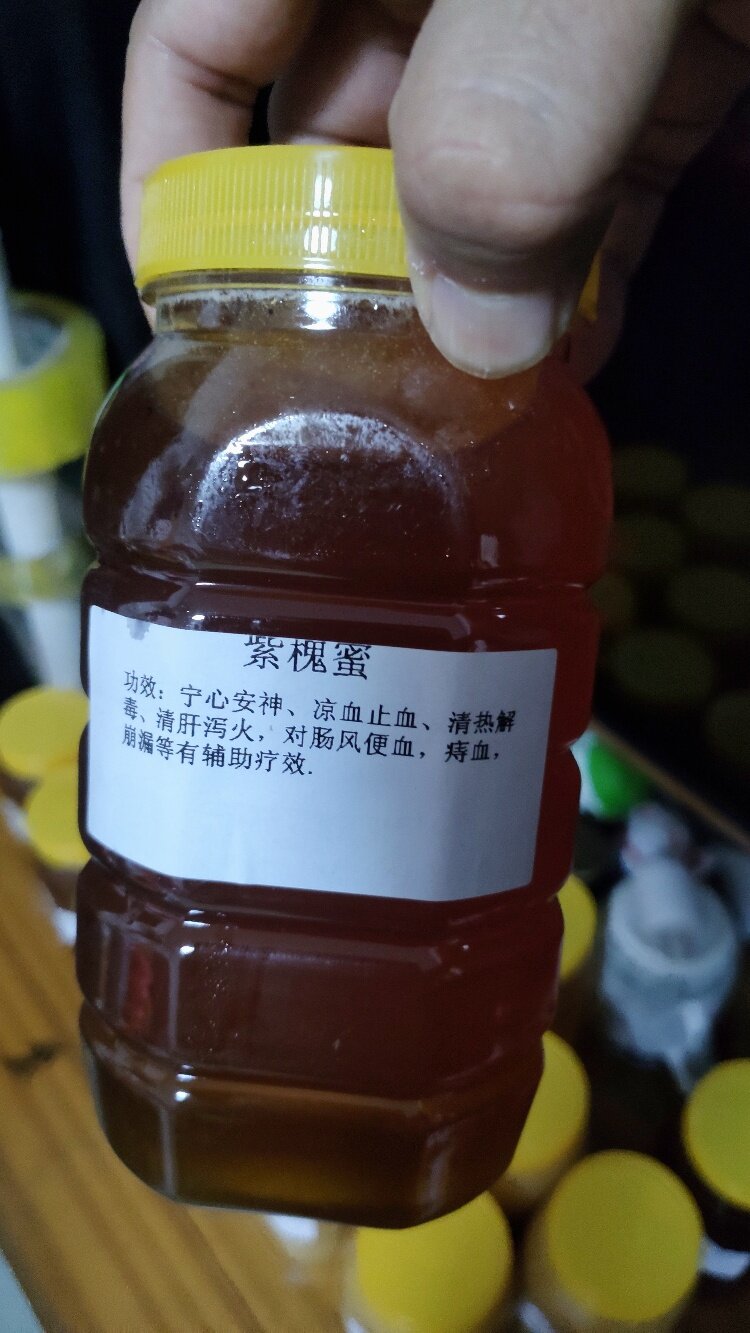 紫槐蜜
功效：宁心安神、凉血止血、清热解
毒、清肝泻火，对肠风便血，痔血，
崩漏等有辅助疗效.